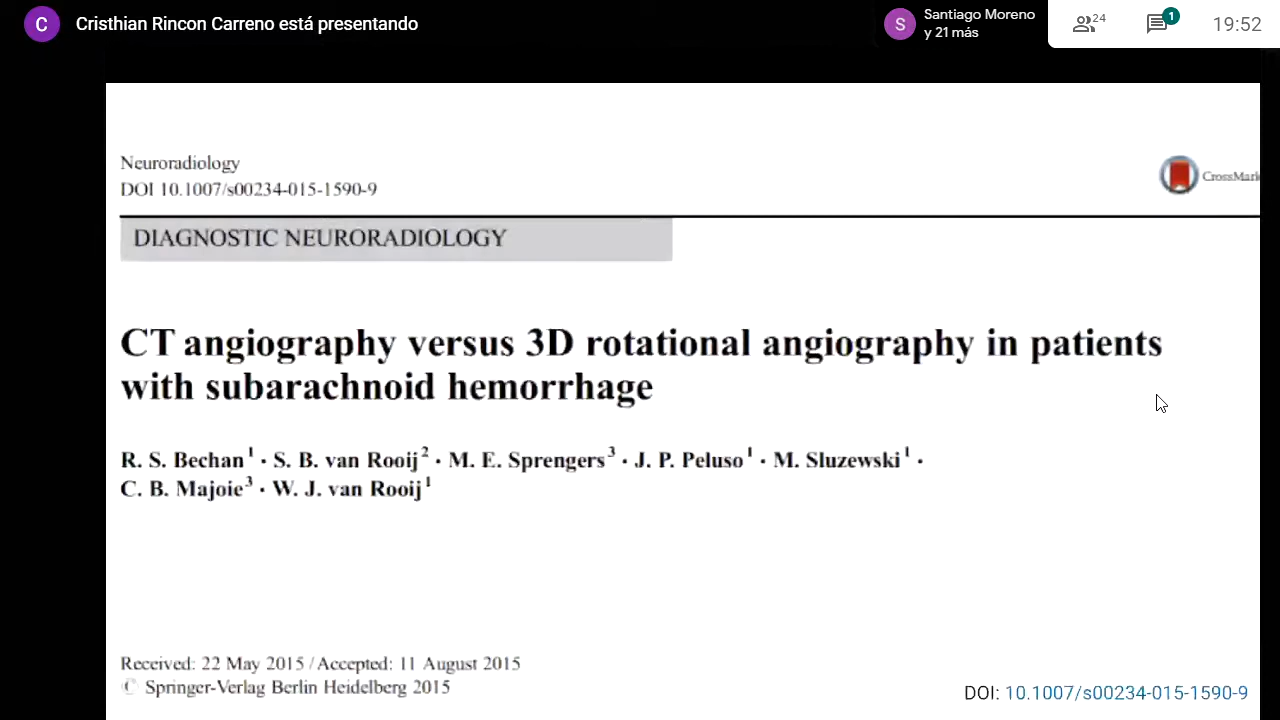 C Cristhian Rincon Carreno está presentando
S Santiago Moreno
y 21 más
24
1
19:52
Neuroradiology
DOI 10.1007/s00234-015-1590-9
CrossMark
DIAGNOSTIC NEURORADIOLOGY
CT angiography versus 3D rotational angiography in patients
with subarachnoid hemorrhage
R. S. Bechan 1 · S. B. van Rooij 2 · M. E. Sprengers 3 · J. P. Peluso 1 · M. Sluzewski 1 ·
C. B. Majoie 3 · W. J. van Rooij 1
Received: 22 May 2015 / Accepted: 11 August 2015
© Springer-Verlag Berlin Heidelberg 2015
DOI: 10.1007/s00234-015-1590-9